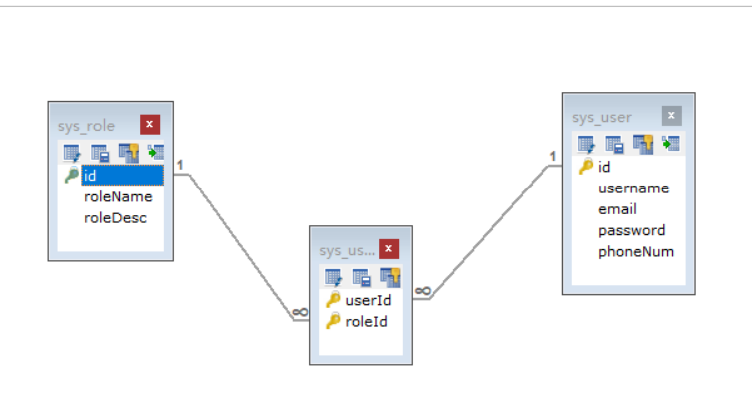 sys_role
x
id
roleName
roleDesc
1
∞
sys_us...
x
userId
roleId
∞
1
sys_user
x
id
username
email
password
phoneNum